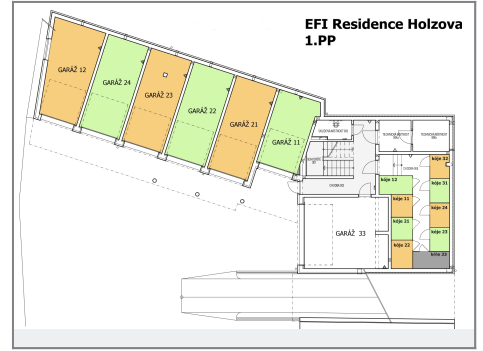 EFI Residence Holzova
1.PP
GARÁŽ 12
GARÁŽ 24
GARÁŽ 23
GARÁŽ 22
GARÁŽ 21
GARÁŽ 11
GARÁŽ 33
kóje 32
kóje 12
kóje 31
kóje 11
kóje 24
kóje 21
kóje 23
kóje 22
kóje 33